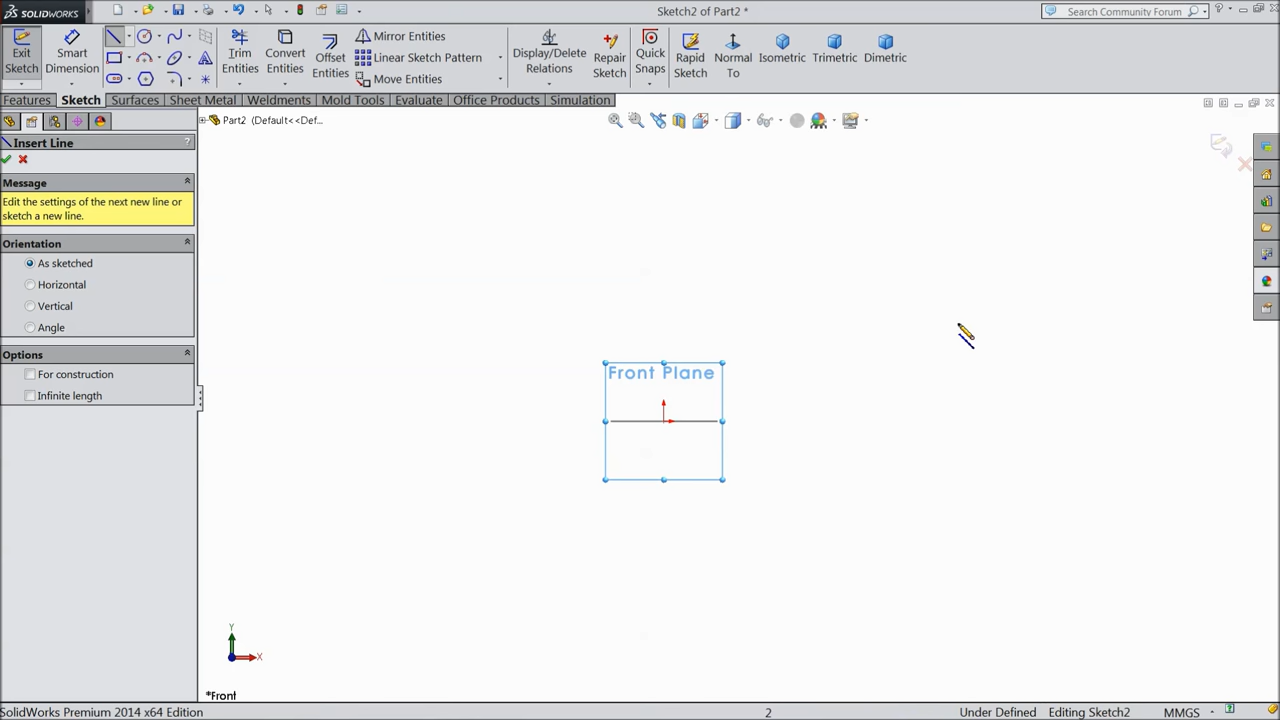 SOLIDWORKS
Sketch2 of Part2 *
Search Community Forum
Exit Sketch
Smart Dimension
Trim Entities
Convert Entities
Offset Entities
Mirror Entities
Linear Sketch Pattern
Move Entities
Display/Delete Relations
Repair Sketch
Quick Snaps
Rapid Sketch
Normal To
Isometric
Trimetric
Dimetric
Features
Sketch
Surfaces
Sheet Metal
Weldments
Mold Tools
Evaluate
Office Products
Simulation
Part2 (Default<<Def...
Insert Line
?
Message
Edit the settings of the next new line or
sketch a new line.
Orientation
As sketched
Horizontal
Vertical
Angle
Options
For construction
Infinite length
Front Plane
Y
X
*Front
SolidWorks Premium 2014 x64 Edition
2
Under Defined
Editing Sketch2
MMGS